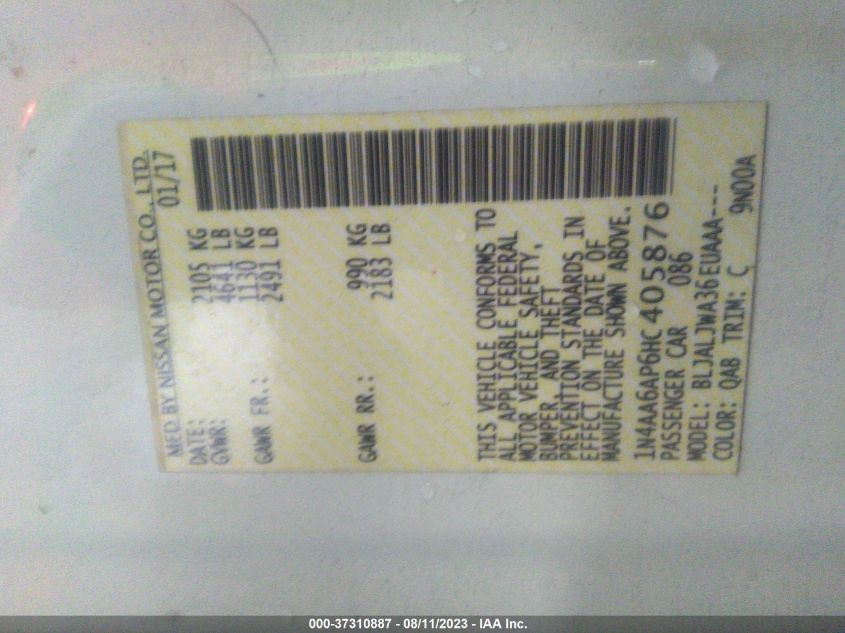 MFD BY NISSAN MOTOR CO., LTD.
DATE: 01/17
GVWR: 2105 KG
4641 LB
GAWR FR.: 1130 KG
2491 LB
GAWR RR.: 990 KG
2183 LB
THIS VEHICLE CONFORMS TO
ALL APPLICABLE FEDERAL
MOTOR VEHICLE SAFETY,
BUMPER, AND THEFT
PREVENTION STANDARDS IN
EFFECT ON THE DATE OF
MANUFACTURE SHOWN ABOVE.
1N4AA6AP6HC405876
PASSENGER CAR 086
MODEL: BLJALJWA36EUAAA---
COLOR: QAB TRIM: C 9N00A
000-37310887 - 08/11/2023 - IAA Inc.